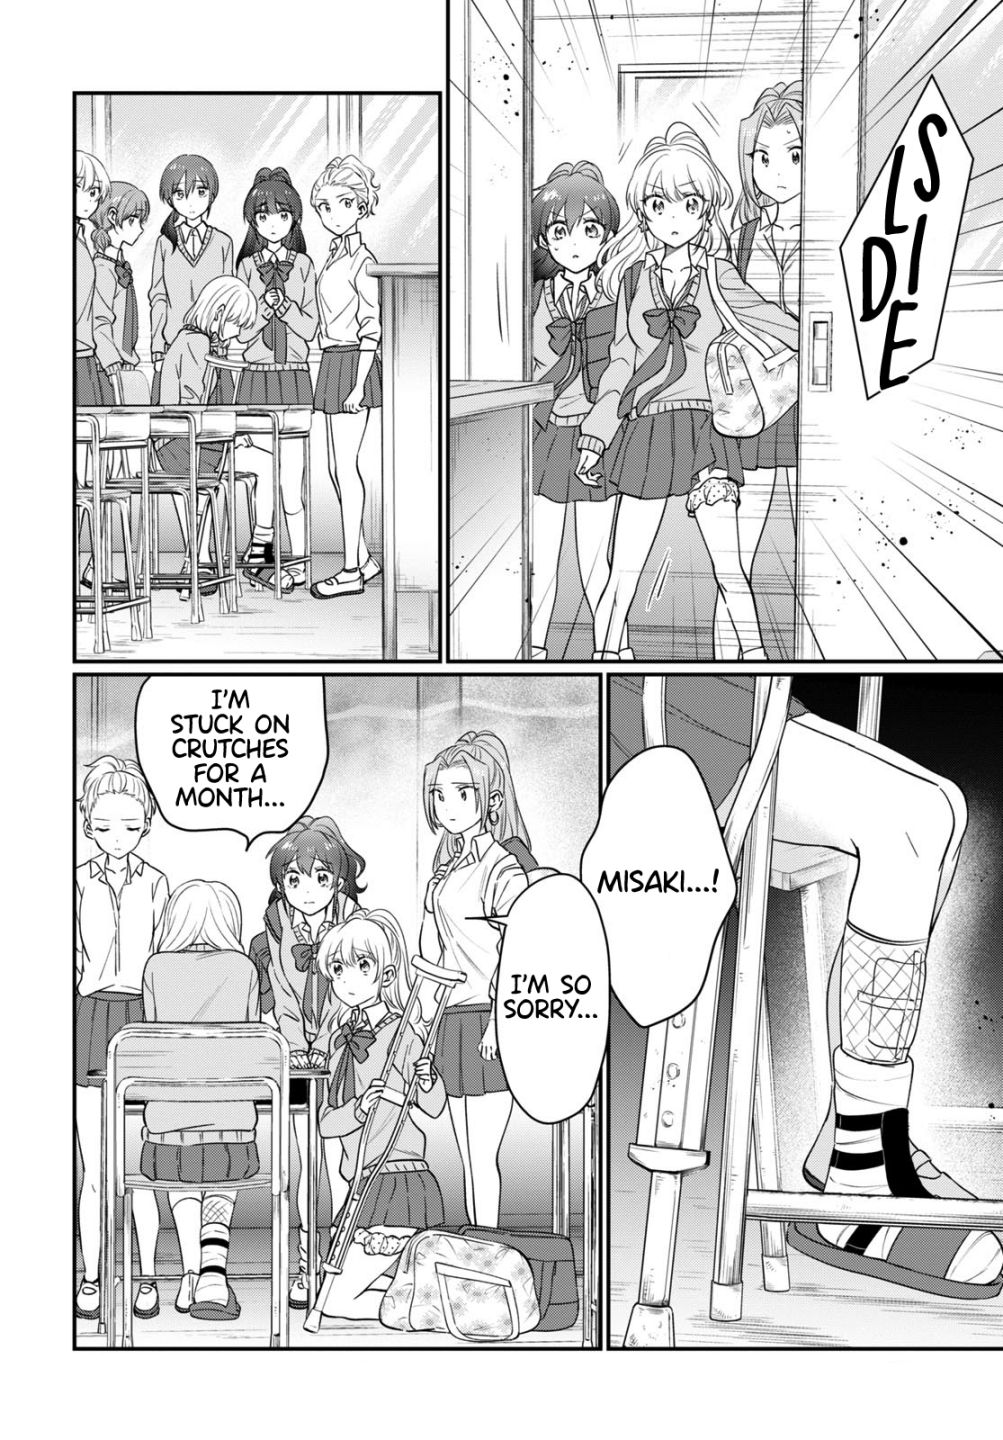 SLIDE
MISAKI...!
I'M
STUCK ON
CRUTCHES
FOR A
MONTH...
I'M SO
SORRY...